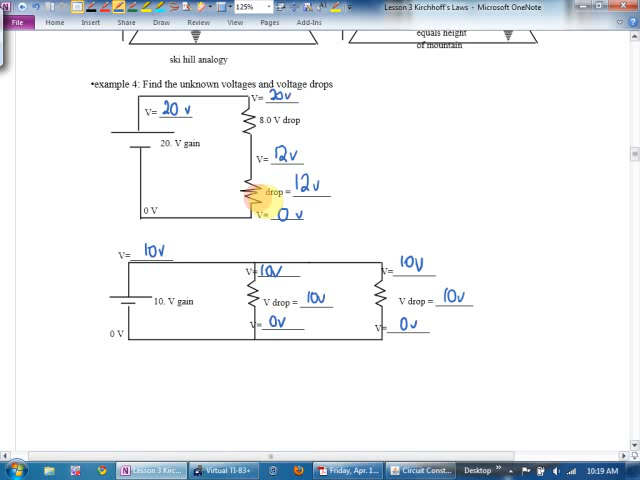 Lesson 3 Kirchhoff's Laws - Microsoft OneNote
File Home Insert Share Draw History Review View Pages Add-Ins
125%
ski hill analogy
equals height
of mountain
•example 4: Find the unknown voltages and voltage drops
V= 20 v
V= 20v
8.0 V drop
20. V gain
V= 12v
drop = 12v
0 V
V= 0 v
V= 10v
V= 10v
V= 10v
10. V gain
V drop = 10v
V drop = 10v
0 V
V= 0v
V= 0v
Lesson 3 Kirc...
Virtual TI-83+
Friday, Apr. 1...
Circuit Const...
Desktop
10:19 AM